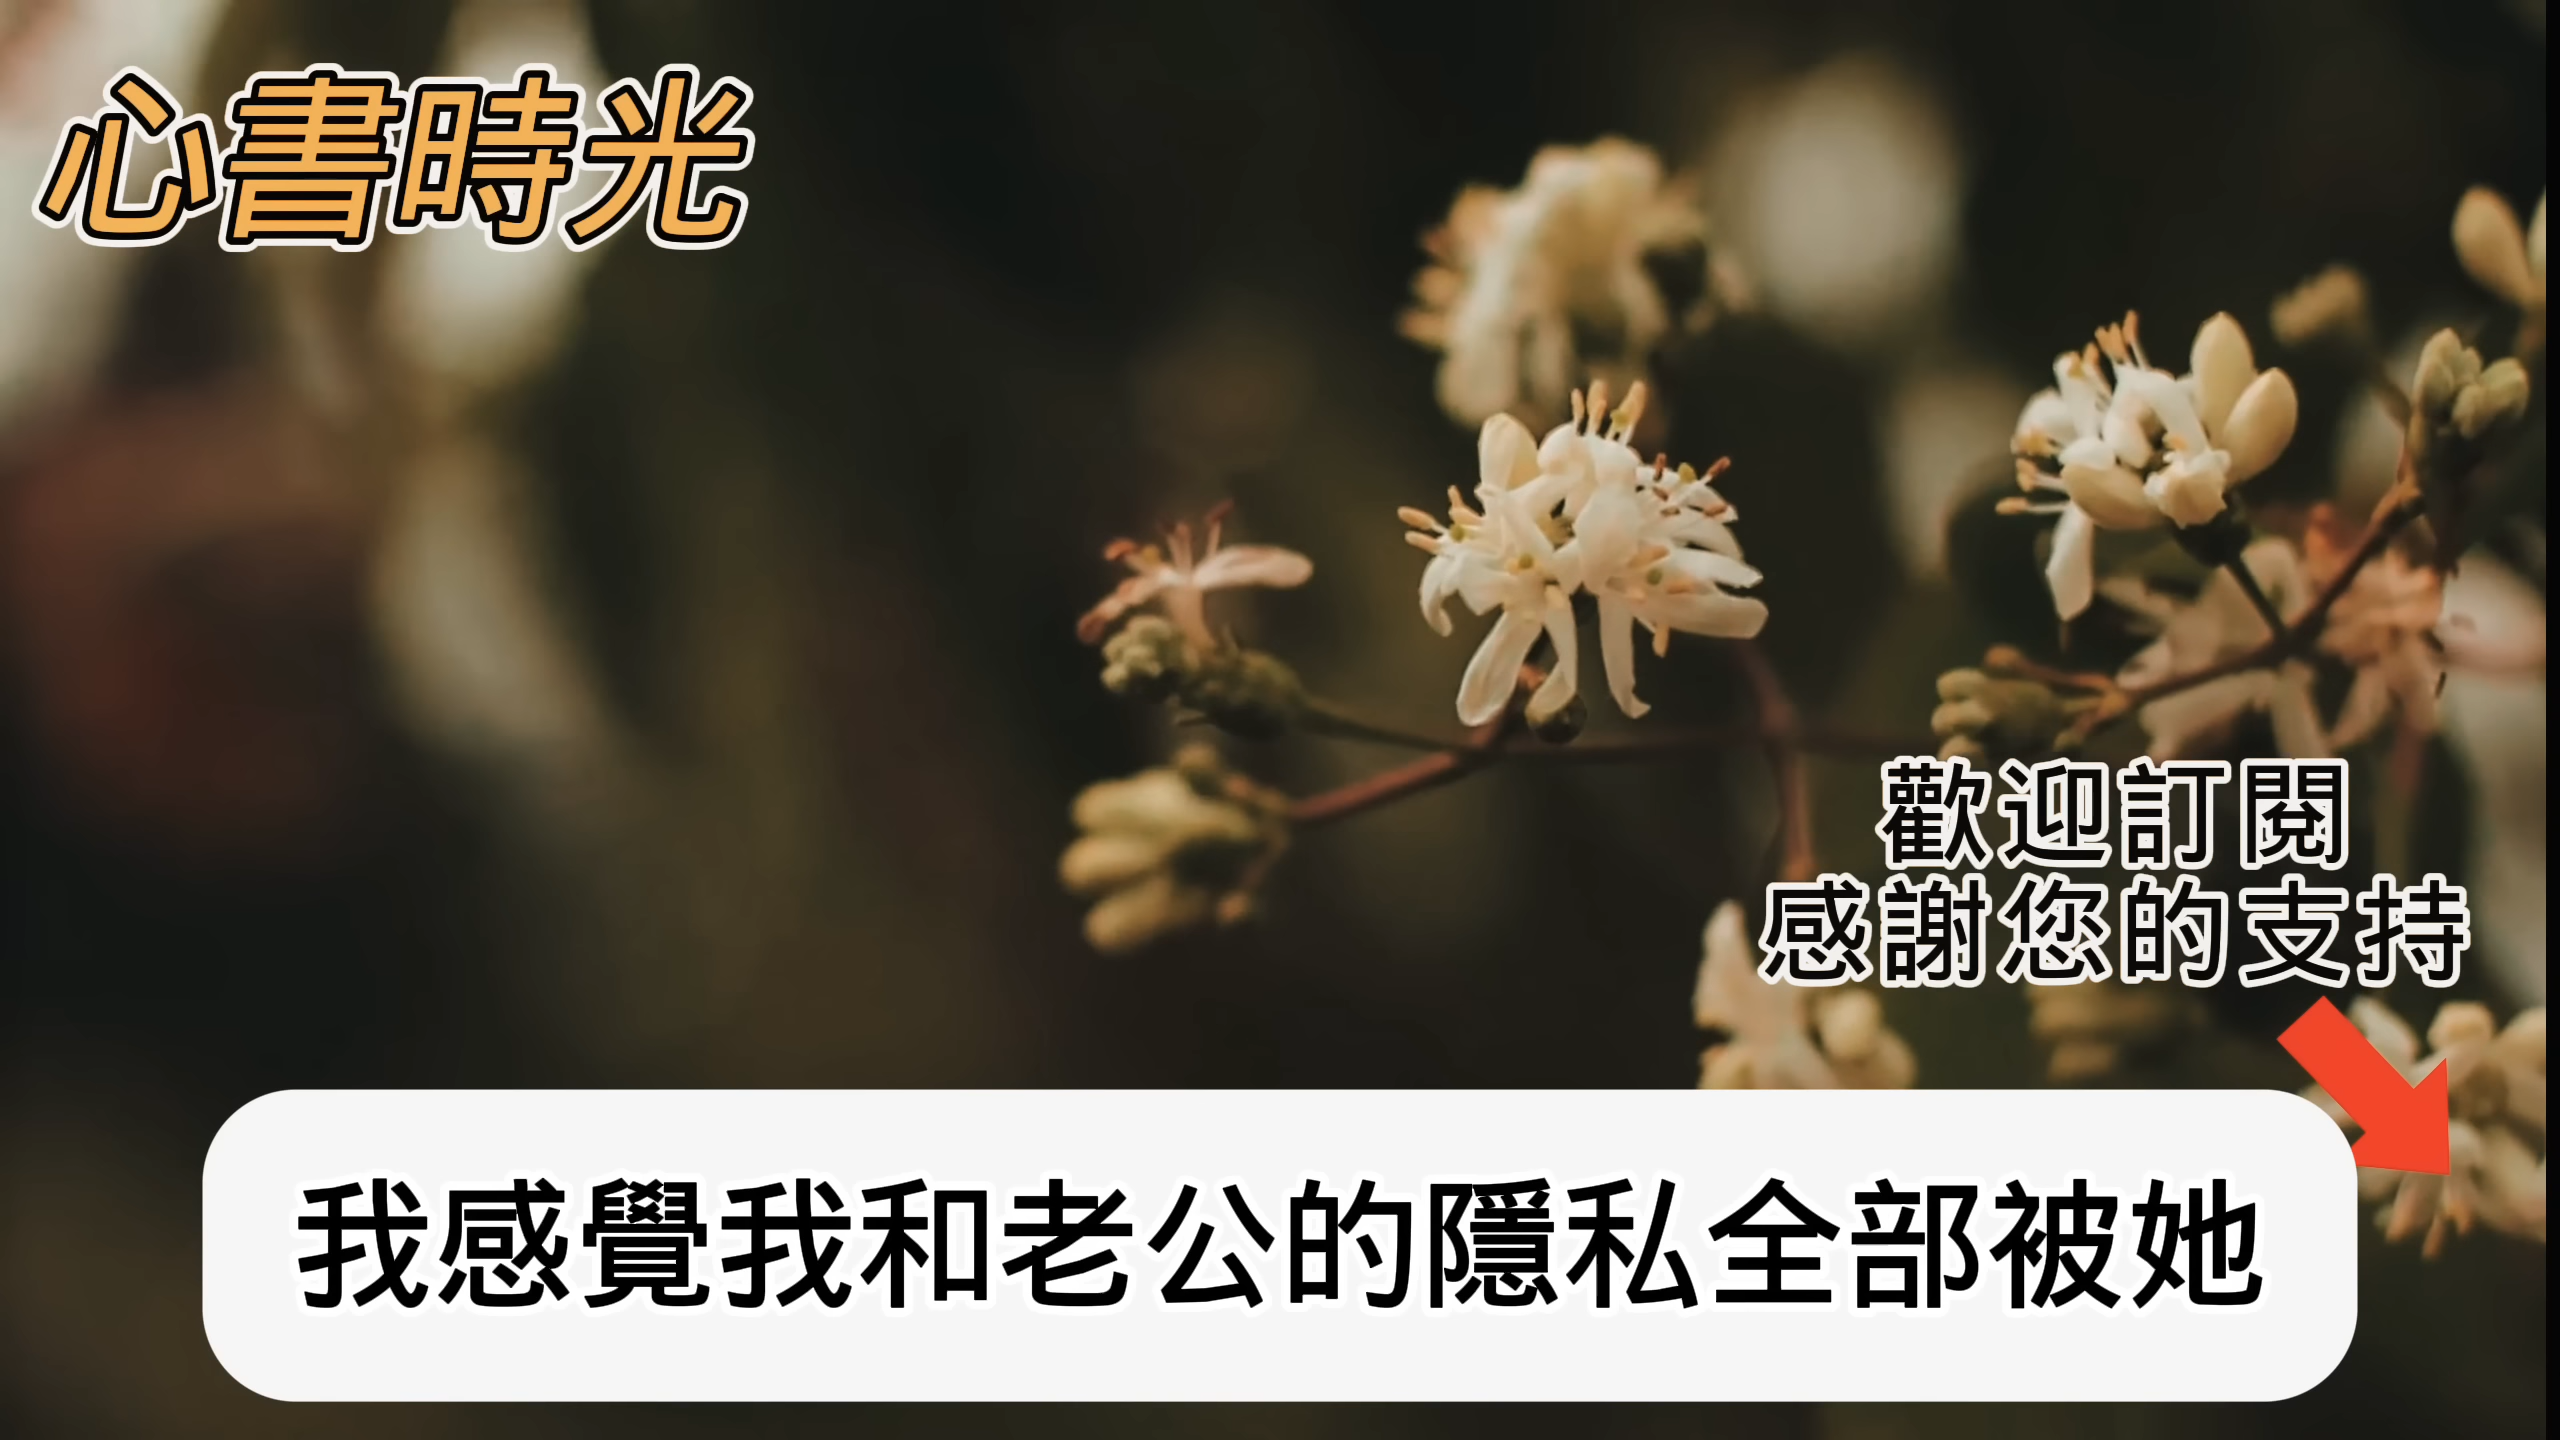 心書時光
歡迎訂閱
感謝您的支持
我感覺我和老公的隱私全部被她